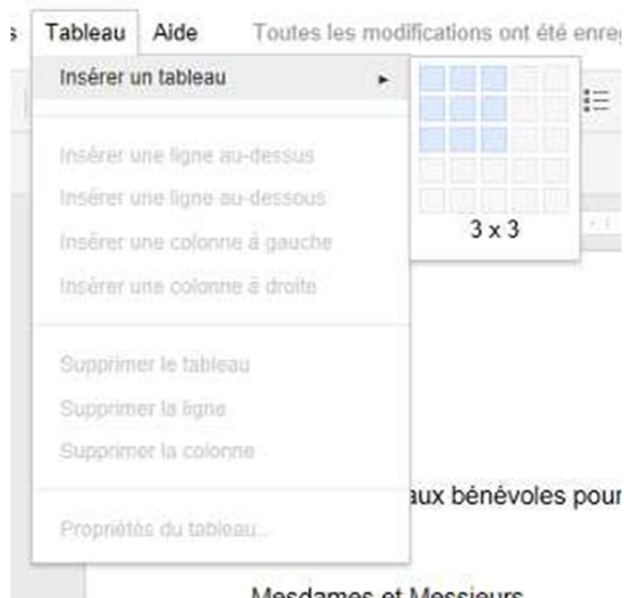 s Tableau Aide Toutes les modifications ont été enreg
Insérer un tableau ►
Insérer une ligne au-dessus
Insérer une ligne au-dessous
Insérer une colonne à gauche
Insérer une colonne à droite
3 x 3
Supprimer le tableau
Supprimer la ligne
Supprimer la colonne
Propriétés du tableau...
aux bénévoles pour
Mesdames et Messieurs